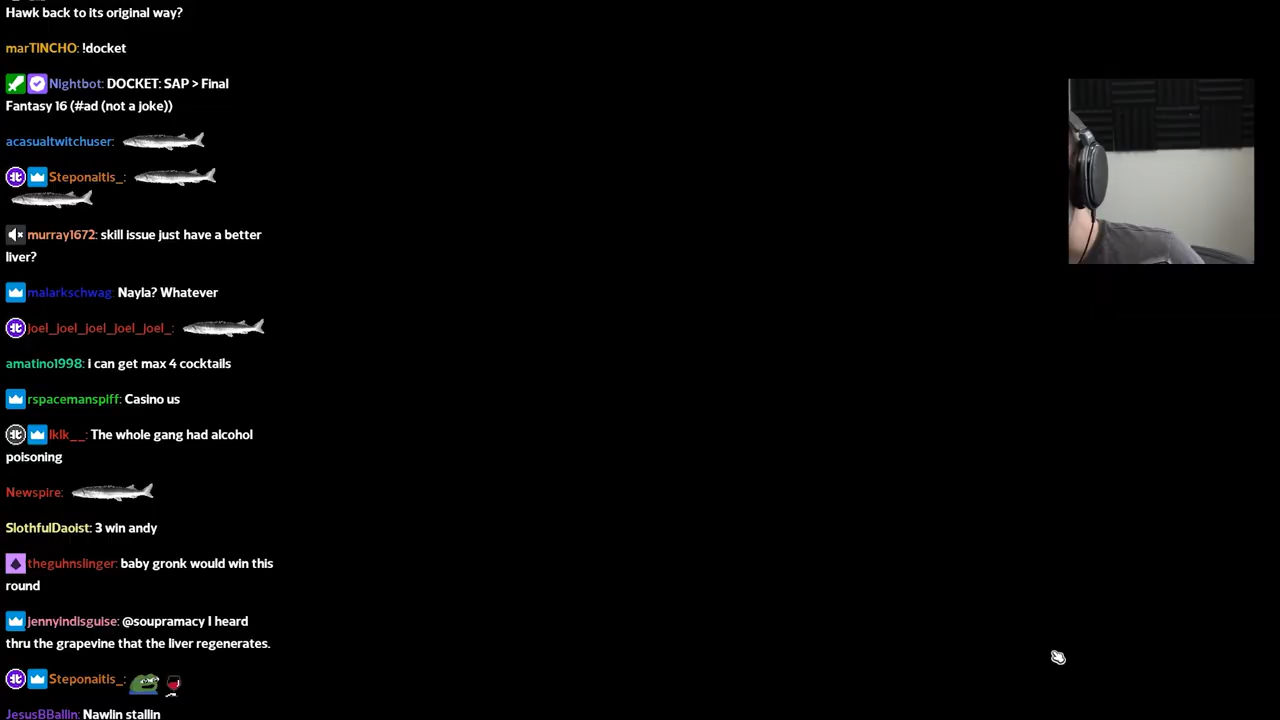 Hawk back to its original way?
marTINCHO: !docket
Nightbot: DOCKET: SAP > Final
Fantasy 16 (#ad (not a joke))
acasualtwitchuser:
Steponaitis_:
murray1672: skill issue just have a better
liver?
malarkschwag: Nayla? Whatever
joel_joel_joel_joel_joel_:
amatino1998: i can get max 4 cocktails
rspacemanspiff: Casino us
lklk__: The whole gang had alcohol
poisoning
Newspire:
SlothfulDaoist: 3 win andy
theguhnslinger: baby gronk would win this
round
jennyindisguise: @soupramacy I heard
thru the grapevine that the liver regenerates.
Steponaitis_:
JesusBBallin: Nawlin stallin